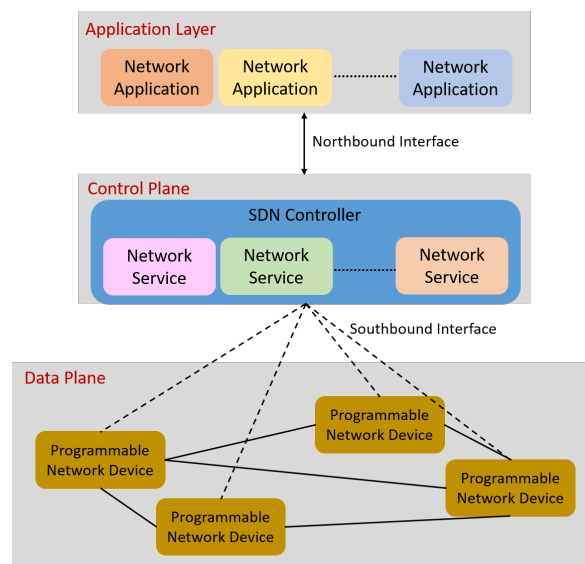 Application Layer
Network
Application
Network
Application
Network
Application
Northbound Interface
Control Plane
SDN Controller
Network
Service
Network
Service
Network
Service
Southbound Interface
Data Plane
Programmable
Network Device
Programmable
Network Device
Programmable
Network Device
Programmable
Network Device